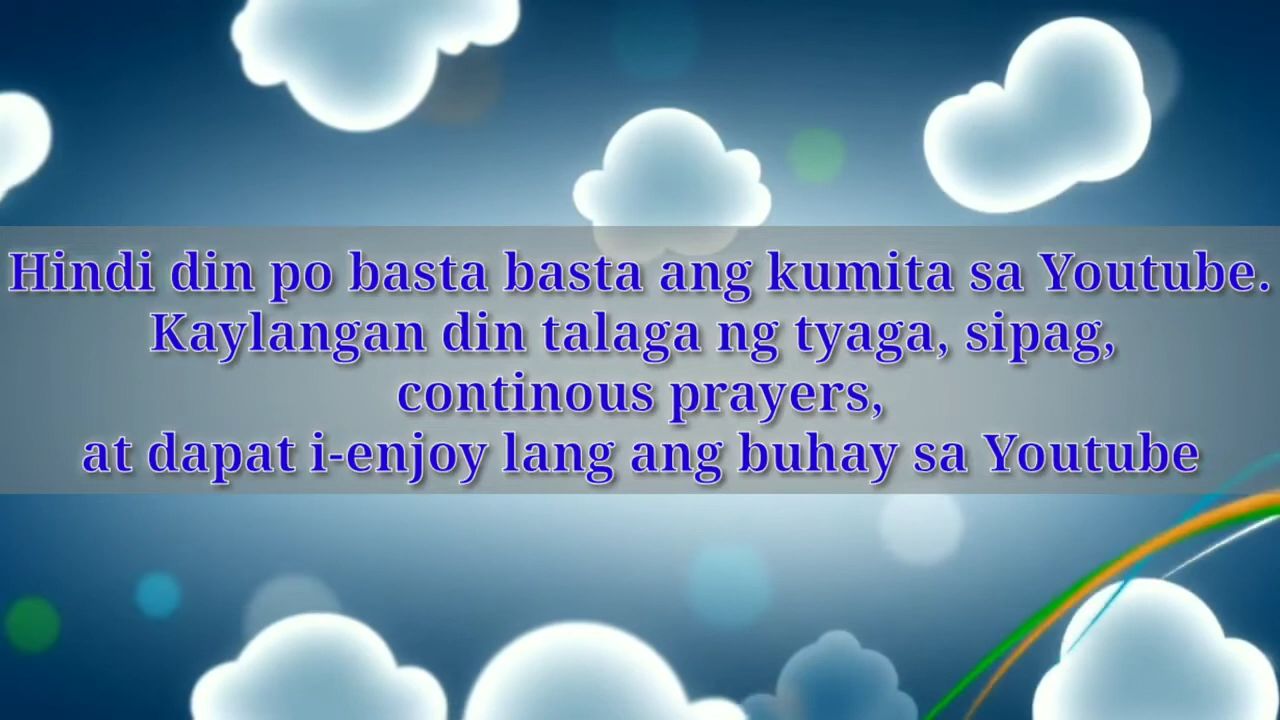 Hindi din po basta basta ang kumita sa Youtube.
Kaylangan din talaga ng tyaga, sipag,
continous prayers,
at dapat i-enjoy lang ang buhay sa Youtube